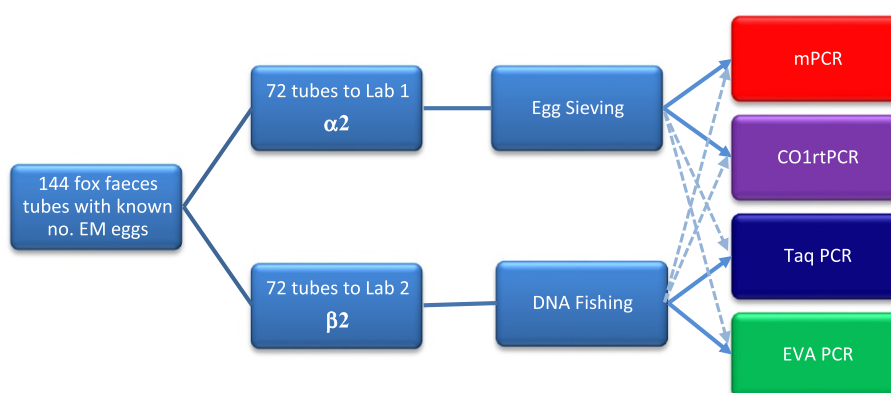 144 fox faeces
tubes with known
no. EM eggs
72 tubes to Lab 1
α2
72 tubes to Lab 2
β2
Egg Sieving
DNA Fishing
mPCR
CO1rtPCR
Taq PCR
EVA PCR